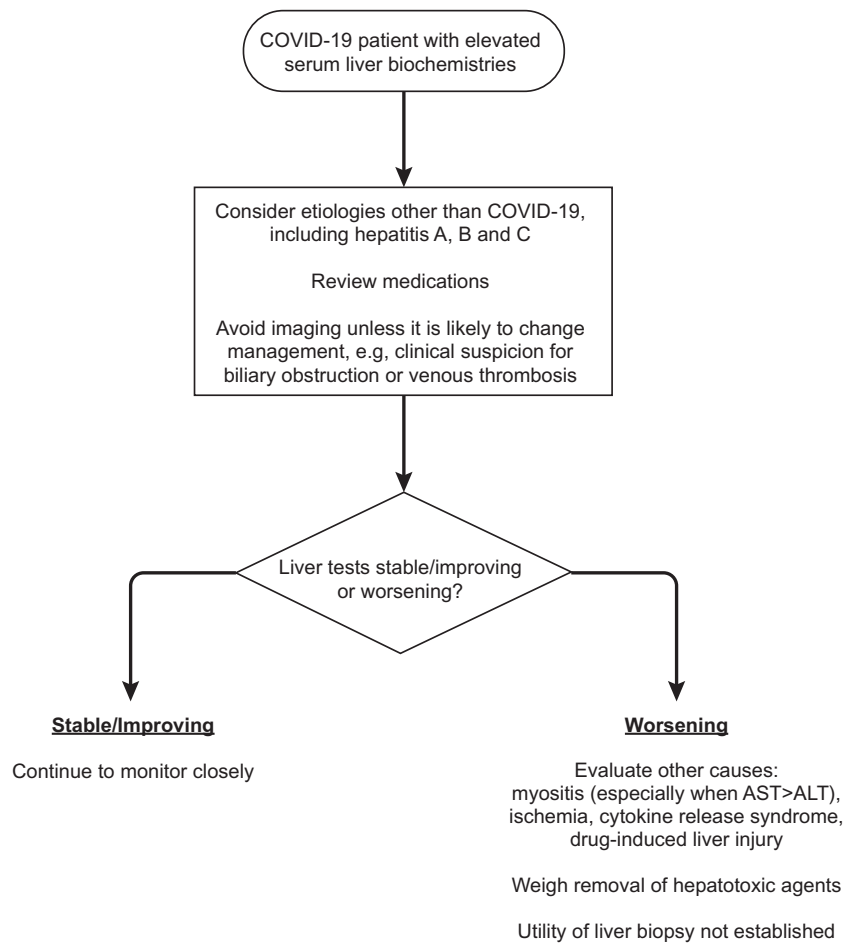 COVID-19 patient with elevated
serum liver biochemistries
Consider etiologies other than COVID-19,
including hepatitis A, B and C
Review medications
Avoid imaging unless it is likely to change
management, e.g, clinical suspicion for
biliary obstruction or venous thrombosis
Liver tests stable/improving
or worsening?
Stable/Improving
Continue to monitor closely
Worsening
Evaluate other causes:
myositis (especially when AST>ALT),
ischemia, cytokine release syndrome,
drug-induced liver injury
Weigh removal of hepatotoxic agents
Utility of liver biopsy not established